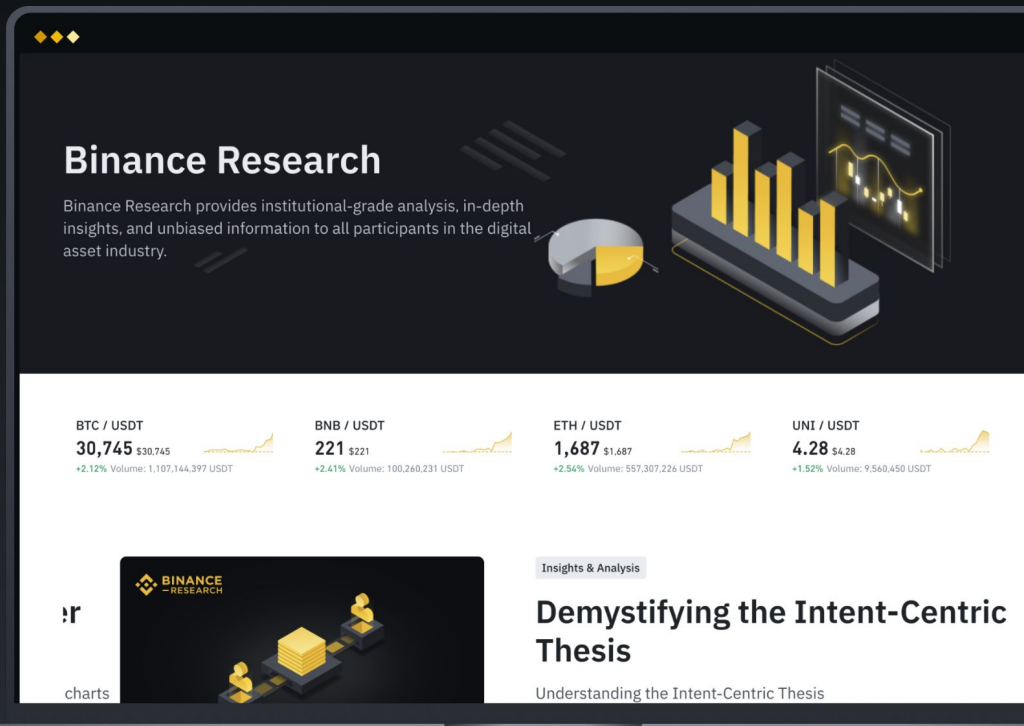 Binance Research
Binance Research provides institutional-grade analysis, in-depth
insights, and unbiased information to all participants in the digital
asset industry.
BTC / USDT
30,745 $30,745
+2.12% Volume: 1,107,144,397 USDT
BNB / USDT
221 $221
+2.41% Volume: 100,260,231 USDT
ETH / USDT
1,687 $1,687
+2.54% Volume: 557,307,226 USDT
UNI / USDT
4.28 $4.28
+1.52% Volume: 9,560,450 USDT
charts
BINANCE
RESEARCH
Insights & Analysis
Demystifying the Intent-Centric
Thesis
Understanding the Intent-Centric Thesis